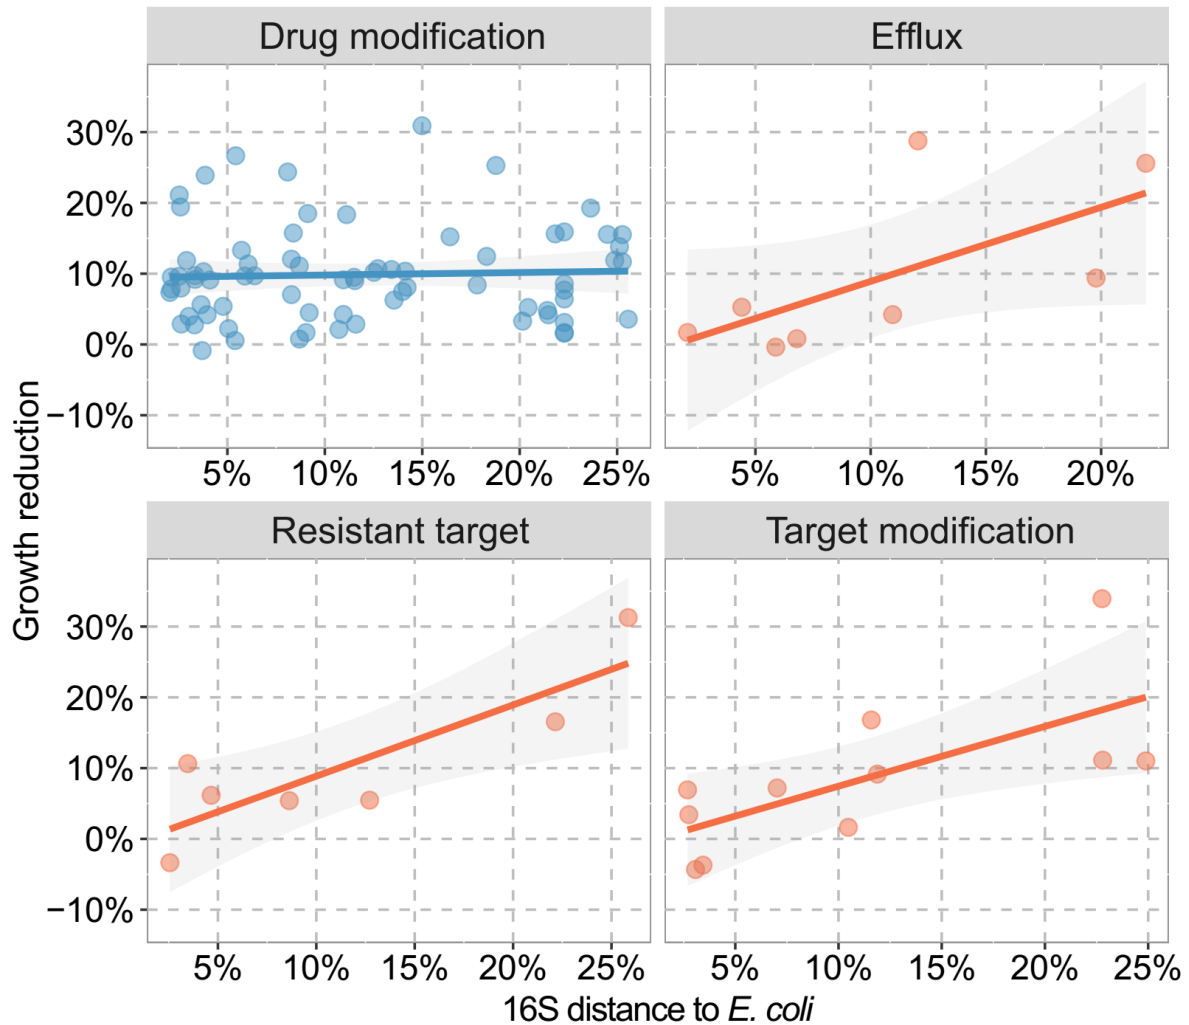 Drug modification
Efflux
30%
20%
10%
0%
−10%
5% 10% 15% 20% 25%
5% 10% 15% 20%
Growth reduction
Resistant target
Target modification
30%
20%
10%
0%
−10%
5% 10% 15% 20% 25%
5% 10% 15% 20% 25%
16S distance to E. coli